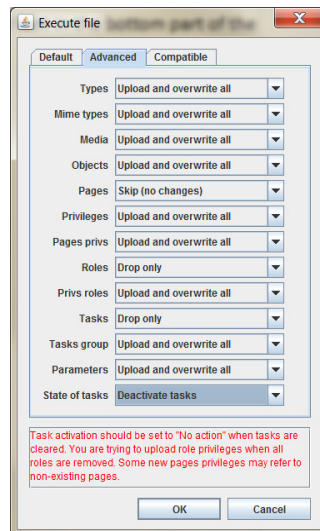 Execute file
bottom part of the
Default Advanced Compatible
Types Upload and overwrite all
Mime types Upload and overwrite all
Media Upload and overwrite all
Objects Upload and overwrite all
Pages Skip (no changes)
Privileges Upload and overwrite all
Pages privs Upload and overwrite all
Roles Drop only
Privs roles Upload and overwrite all
Tasks Drop only
Tasks group Upload and overwrite all
Parameters Upload and overwrite all
State of tasks Deactivate tasks
Task activation should be set to "No action" when tasks are
cleared. You are trying to upload role privileges when all
roles are removed. Some new pages privileges may refer to
non-existing pages.
OK Cancel